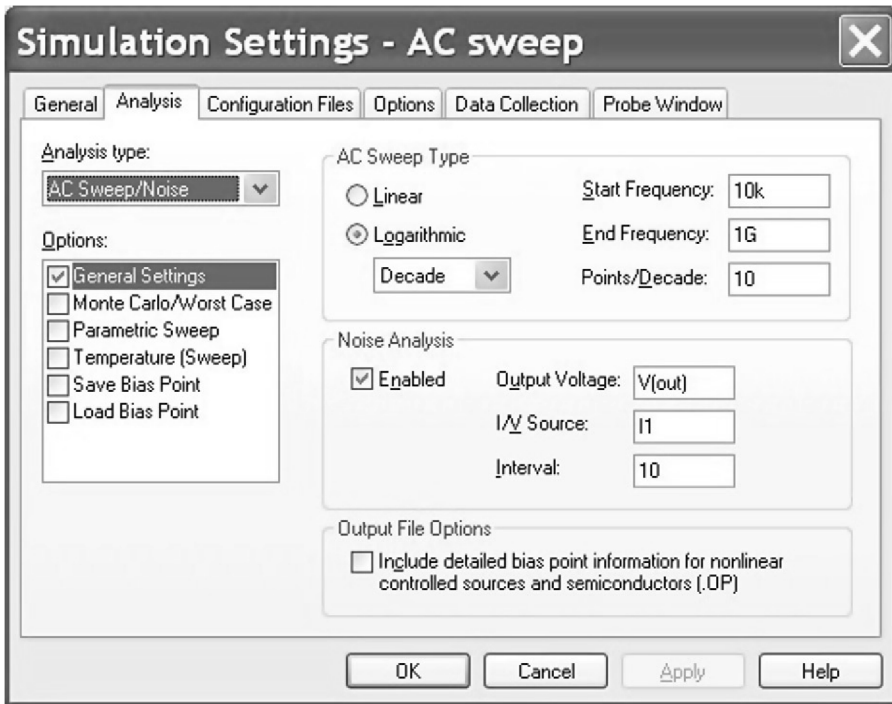 Simulation Settings - AC sweep
General Analysis Configuration Files Options Data Collection Probe Window
Analysis type:
AC Sweep/Noise
Options:
General Settings
Monte Carlo/Worst Case
Parametric Sweep
Temperature (Sweep)
Save Bias Point
Load Bias Point
AC Sweep Type
Linear
Logarithmic
Decade
Start Frequency: 10k
End Frequency: 1G
Points/Decade: 10
Noise Analysis
Enabled
Output Voltage: V(out)
I/V Source: I1
Interval: 10
Output File Options
Include detailed bias point information for nonlinear
controlled sources and semiconductors (.OP)
OK Cancel Apply Help